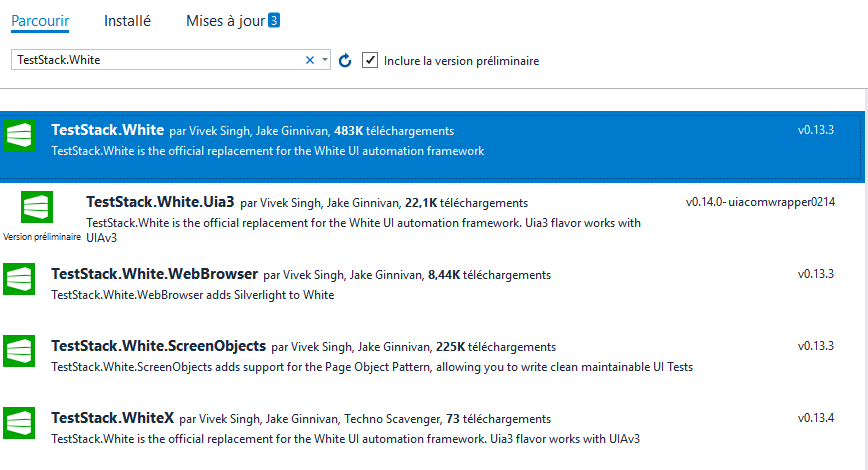 Parcourir Installé Mises à jour 3
TestStack.White
Inclure la version préliminaire
TestStack.White par Vivek Singh, Jake Ginnivan, 483K téléchargements v0.13.3
TestStack.White is the official replacement for the White UI automation framework
TestStack.White.Uia3 par Vivek Singh, Jake Ginnivan, 22,1K téléchargements v0.14.0-uiacomwrapper0214
TestStack.White is the official replacement for the White UI automation framework. Uia3 flavor works with
Version préliminaire UIAv3
TestStack.White.WebBrowser par Vivek Singh, Jake Ginnivan, 8,44K téléchargements v0.13.3
TestStack.White.WebBrowser adds Silverlight to White
TestStack.White.ScreenObjects par Vivek Singh, Jake Ginnivan, 225K téléchargements v0.13.3
TestStack.White.ScreenObjects adds support for the Page Object Pattern, allowing you to write clean maintainable UI Tests
TestStack.WhiteX par Vivek Singh, Jake Ginnivan, Techno Scavenger, 73 téléchargements v0.13.4
TestStack.White is the official replacement for the White UI automation framework. Uia3 flavor works with UIAv3